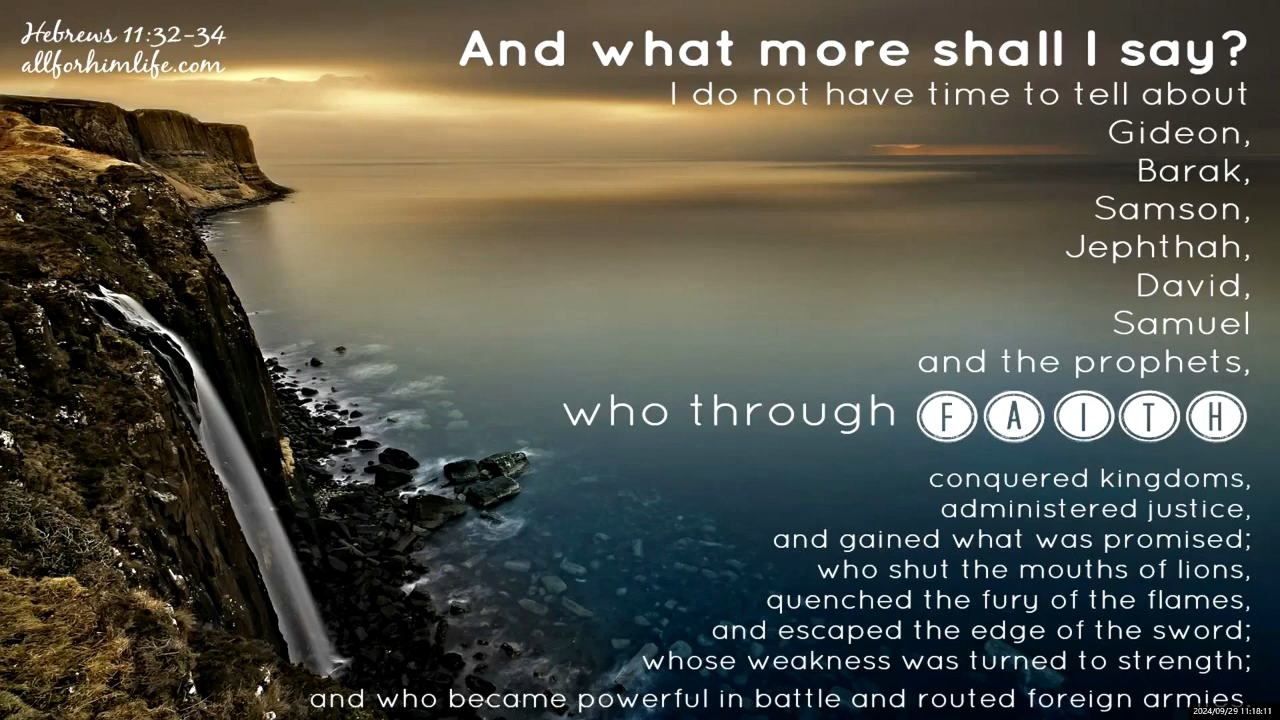 Hebrews 11:32-34
allforhimlife.com
And what more shall I say?
I do not have time to tell about
Gideon,
Barak,
Samson,
Jephthah,
David,
Samuel
and the prophets,
who through FAITH
conquered kingdoms,
administered justice,
and gained what was promised;
who shut the mouths of lions,
quenched the fury of the flames,
and escaped the edge of the sword;
whose weakness was turned to strength;
and who became powerful in battle and routed foreign armies.
2024/09/29 11:18:11